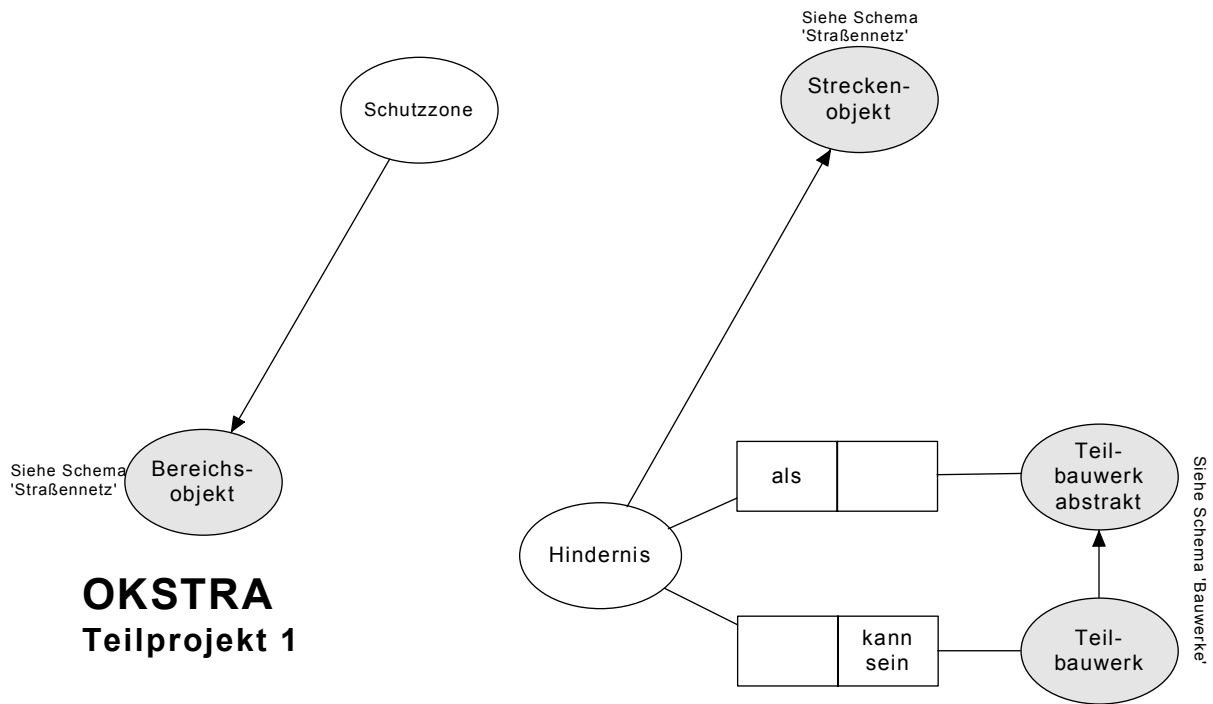 Siehe Schema
'Straßennetz'
Strecken-
objekt
Schutzzone
Siehe Schema
'Straßennetz'
Bereichs-
objekt
als
Teil-
bauwerk
abstrakt
Siehe Schema 'Bauwerke'
Hindernis
OKSTRA
Teilprojekt 1
kann
sein
Teil-
bauwerk